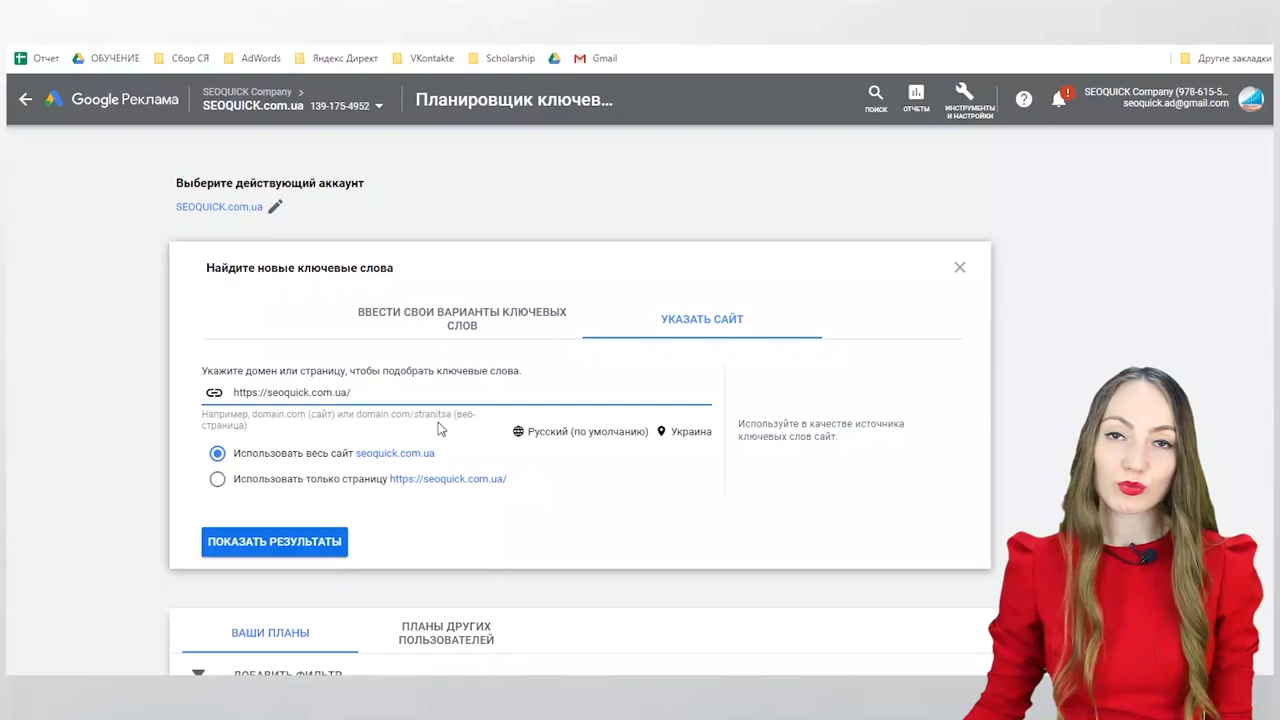 Отчет ОБУЧЕНИЕ Сбор СЯ AdWords Яндекс Директ VKontakte Scholarship Gmail Другие закладки
Google Реклама
SEOQUICK Company >
SEOQUICK.com.ua 139-175-4952
Планировщик ключев...
ПОИСК
ОТЧЕТЫ
ИНСТРУМЕНТЫ
И НАСТРОЙКИ
SEOQUICK Company (978-615-5...
seoquick.ad@gmail.com
Выберите действующий аккаунт
SEOQUICK.com.ua
Найдите новые ключевые слова
ВВЕСТИ СВОИ ВАРИАНТЫ КЛЮЧЕВЫХ
СЛОВ
УКАЗАТЬ САЙТ
Укажите домен или страницу, чтобы подобрать ключевые слова.
https://seoquick.com.ua/
Например, domain.com (сайт) или domain.com/stranitsa (веб-
страница)
Русский (по умолчанию) Украина
Использовать весь сайт seoquick.com.ua
Использовать только страницу https://seoquick.com.ua/
Используйте в качестве источника
ключевых слов сайт.
ПОКАЗАТЬ РЕЗУЛЬТАТЫ
ВАШИ ПЛАНЫ
ПЛАНЫ ДРУГИХ
ПОЛЬЗОВАТЕЛЕЙ
ДОБАВИТЬ ФИЛЬТР